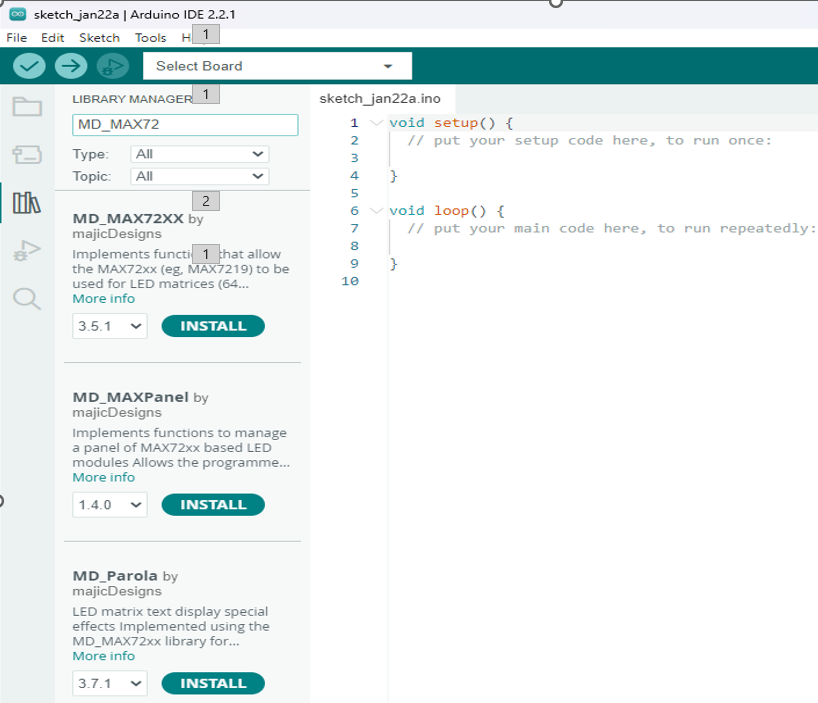 sketch_jan22a | Arduino IDE 2.2.1
File Edit Sketch Tools H 1
Select Board
LIBRARY MANAGER 1
MD_MAX72
Type: All
Topic: All
2
MD_MAX72XX by
majicDesigns
Implements functi 1 that allow
the MAX72xx (eg, MAX7219) to be
used for LED matrices (64...
More info
3.5.1 INSTALL
MD_MAXPanel by
majicDesigns
Implements functions to manage
a panel of MAX72xx based LED
modules Allows the programme...
More info
1.4.0 INSTALL
MD_Parola by
majicDesigns
LED matrix text display special
effects Implemented using the
MD_MAX72xx library for...
More info
3.7.1 INSTALL
sketch_jan22a.ino
1 void setup() {
2 // put your setup code here, to run once:
3
4 }
5
6 void loop() {
7 // put your main code here, to run repeatedly:
8
9 }
10